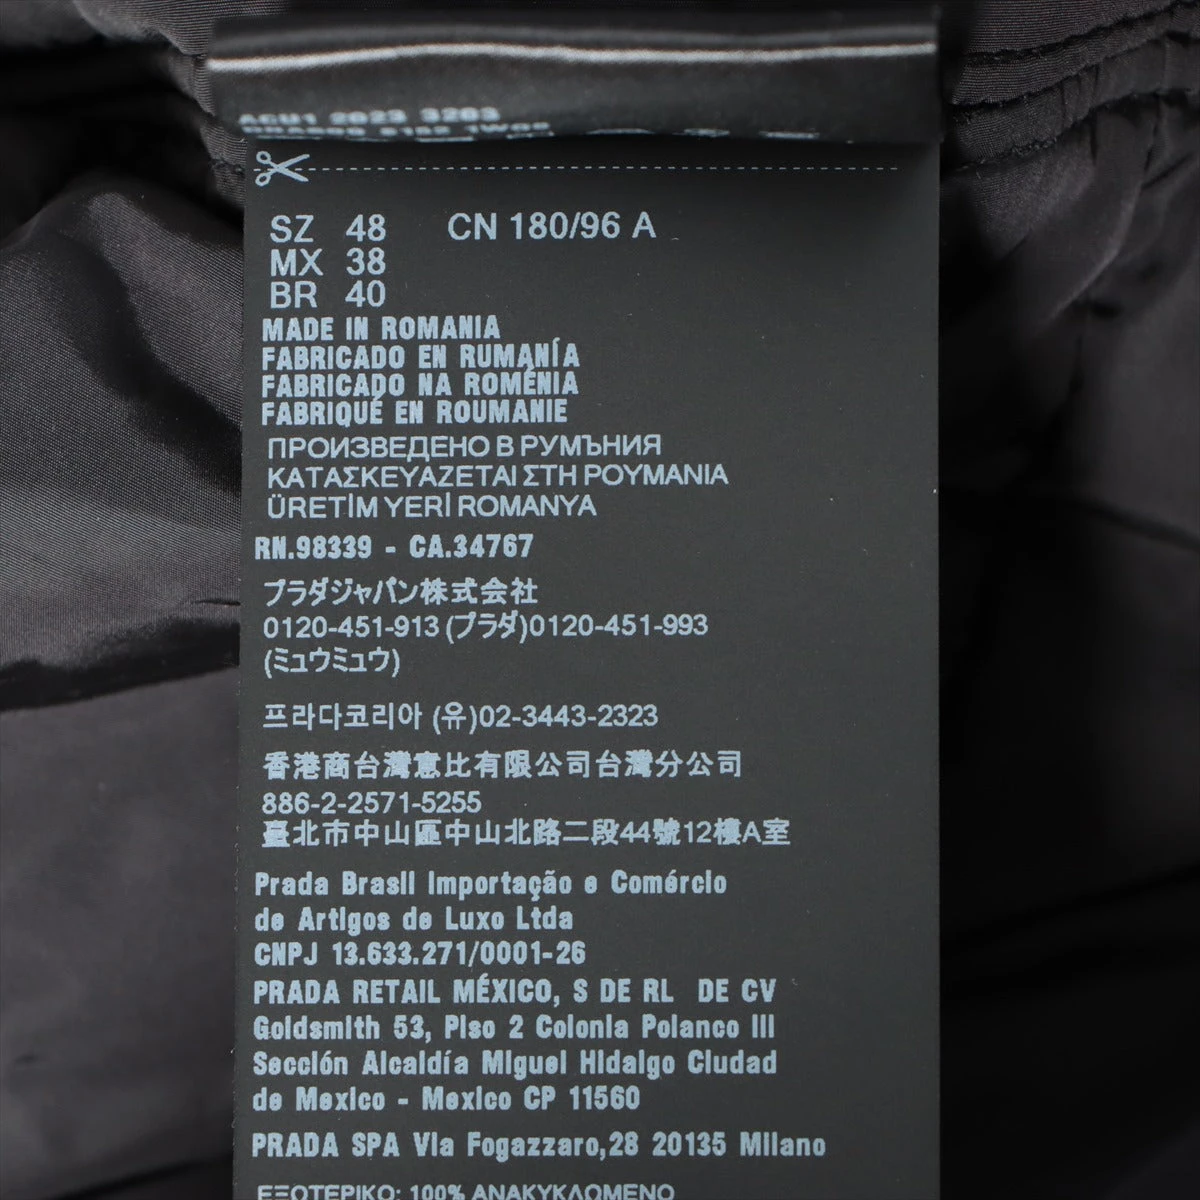 ACU1 2023 3203
SZ 48 CN 180/96 A
MX 38
BR 40
MADE IN ROMANIA
FABRICADO EN RUMANÍA
FABRICADO NA ROMÉNIA
FABRIQUÉ EN ROUMANIE
ПРОИЗВЕДЕНО В РУМЪНИЯ
ΚΑΤΑΣΚΕΥΑΖΕΤΑΙ ΣΤΗ ΡΟΥΜΑΝΙΑ
ÜRETİM YERİ ROMANYA
RN.98339 - CA.34767
プラダジャパン株式会社
0120-451-913 (プラダ)0120-451-993
(ミュウミュウ)
프라다코리아 (유)02-3443-2323
香港商台灣意比有限公司台灣分公司
886-2-2571-5255
臺北市中山區中山北路二段44號12樓A室
Prada Brasil Importação e Comércio
de Artigos de Luxo Ltda
CNPJ 13.633.271/0001-26
PRADA RETAIL MÉXICO, S DE RL DE CV
Goldsmith 53, Piso 2 Colonia Polanco III
Sección Alcaldía Miguel Hidalgo Ciudad
de Mexico - Mexico CP 11560
PRADA SPA Via Fogazzaro,28 20135 Milano
ΕΞΩΤΕΡΙΚΟ: 100% ΑΝΑΚΥΚΛΩΜΕΝΟ